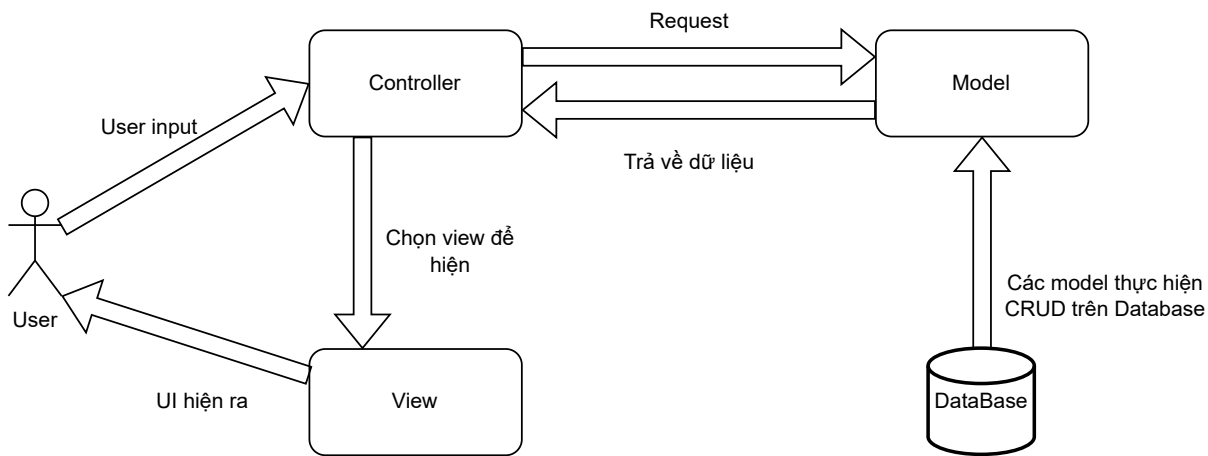 Request
Controller
Model
User input
Trả về dữ liệu
Chọn view để
hiện
Các model thực hiện
CRUD trên Database
User
UI hiện ra
View
DataBase